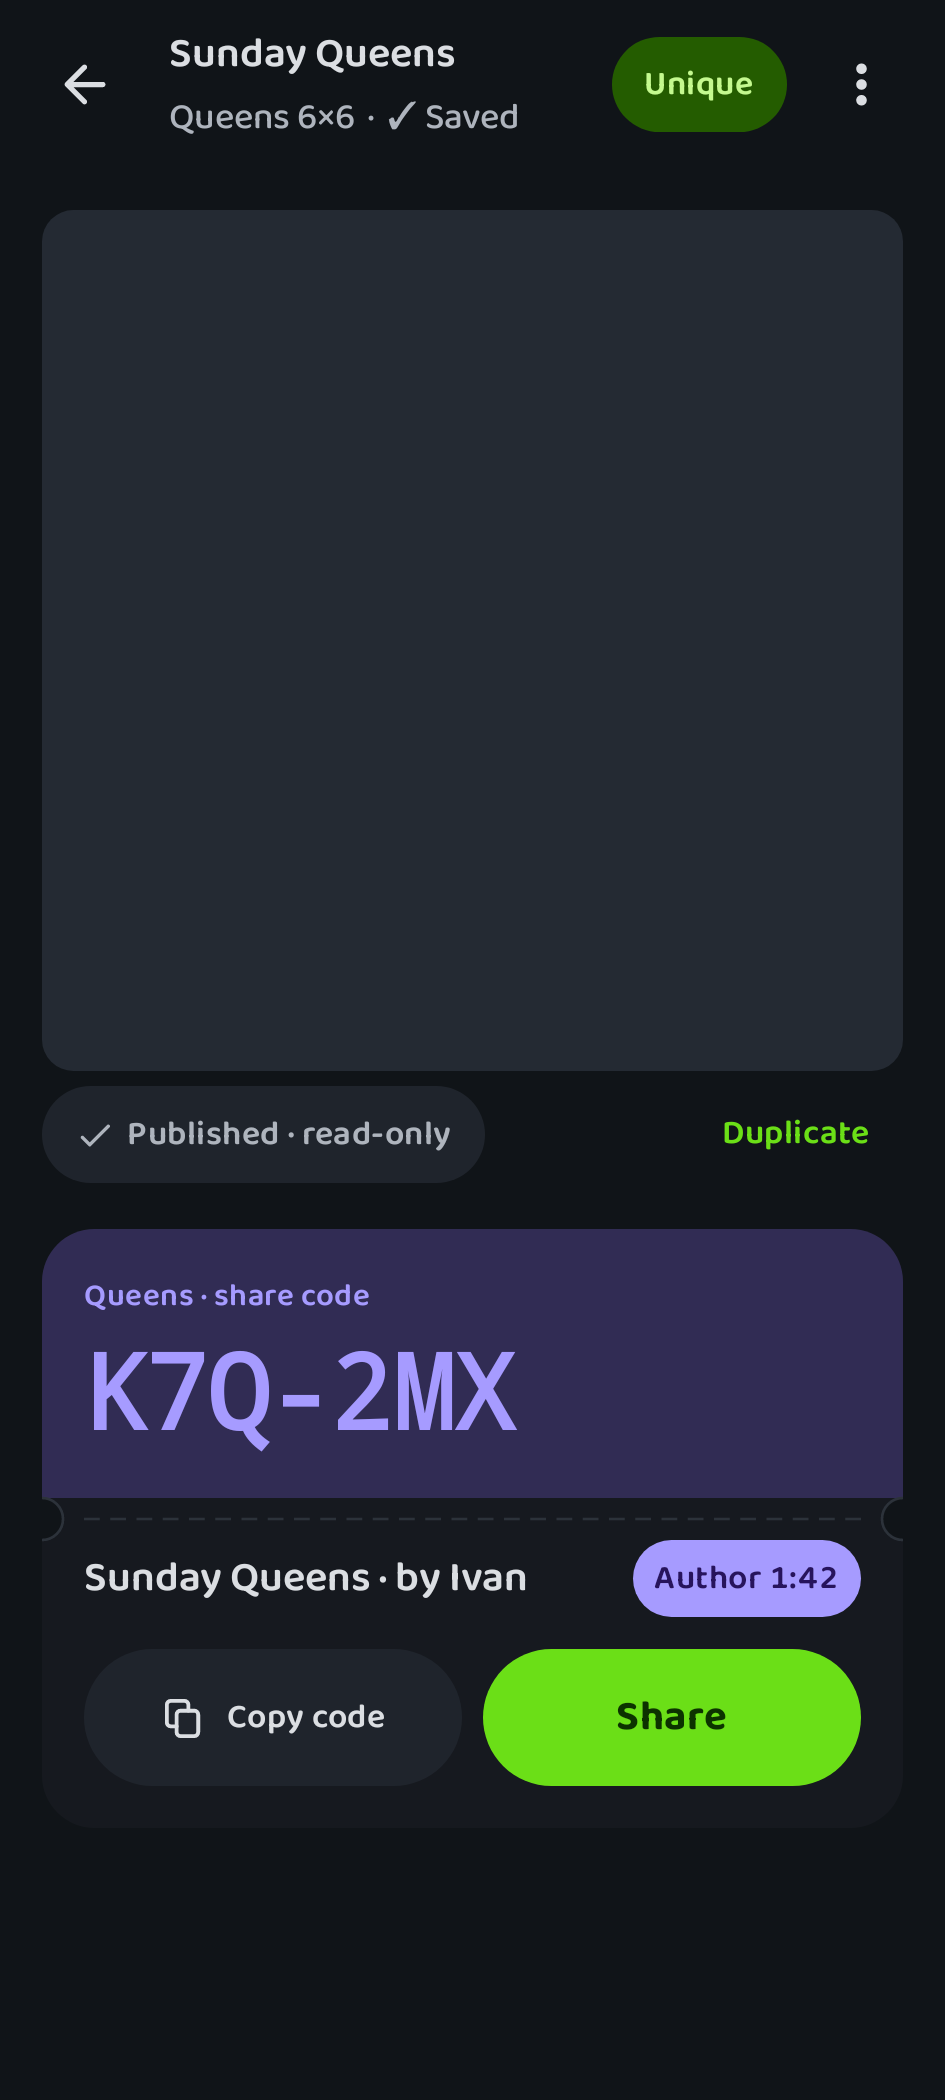 Sunday Queens
Queens 6×6 · ✓ Saved
Unique
Published · read-only
Duplicate
Queens · share code
K7Q-2MX
Sunday Queens · by Ivan
Author 1:42
Copy code
Share